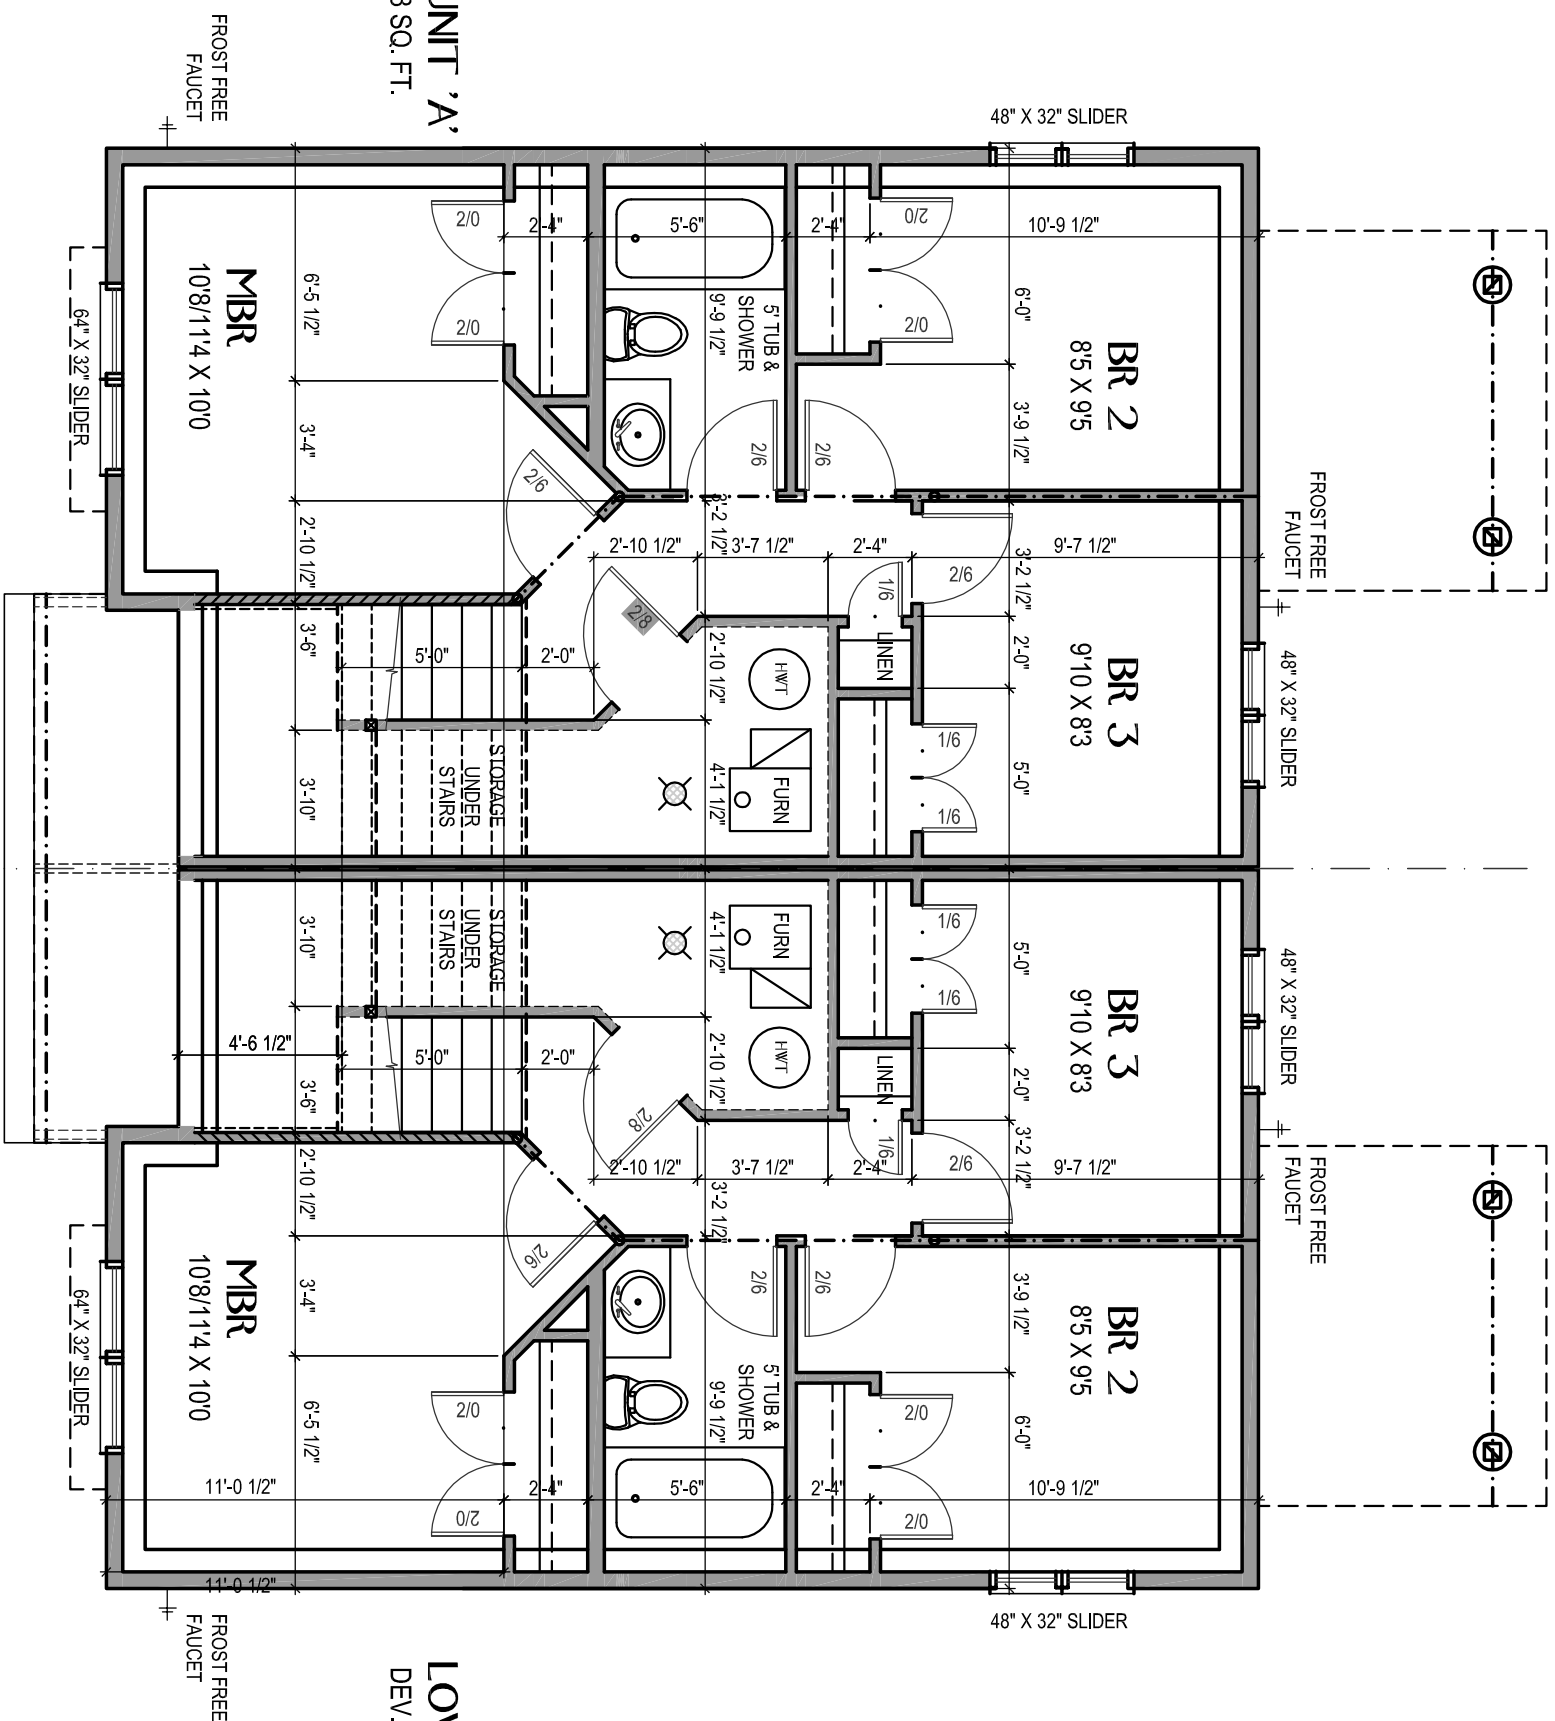 UNIT 'A'
SQ. FT.
FROST FREE
FAUCET
48" X 32" SLIDER
2/0
2'-4"
5'-6"
2'-4"
2/0
10'-9 1/2"
MBR
10'8/11'4 X 10'0
6'-5 1/2"
2/0
5' TUB &
SHOWER
9'-9 1/2"
2/0
6'-0"
BR 2
8'5 X 9'5
64" X 32" SLIDER
3'-4"
2/6
2/6
2/6
3'-9 1/2"
FROST FREE
FAUCET
2'-10 1/2"
3'-2 1/2"
2'-10 1/2"
3'-7 1/2"
2'-4"
3'-2 1/2"
9'-7 1/2"
2/6
1/6
2/8
3'-6"
5'-0"
2'-0"
2'-10 1/2"
HWT
LINEN
2'-0"
BR 3
9'10 X 8'3
48" X 32" SLIDER
1/6
3'-10"
STORAGE
UNDER
STAIRS
4'-1 1/2"
FURN
1/6
5'-0"
3'-10"
STORAGE
UNDER
STAIRS
4'-1 1/2"
FURN
1/6
1/6
5'-0"
BR 3
9'10 X 8'3
48" X 32" SLIDER
4'-6 1/2"
5'-0"
2'-0"
3'-6"
2'-10 1/2"
HWT
LINEN
2'-0"
2/8
1/6
2'-10 1/2"
2'-10 1/2"
3'-7 1/2"
2'-4"
2/6
3'-2 1/2"
9'-7 1/2"
3'-2 1/2"
FROST FREE
FAUCET
2/6
3'-4"
2/6
2/6
3'-9 1/2"
MBR
10'8/11'4 X 10'0
64" X 32" SLIDER
6'-5 1/2"
2/0
5' TUB &
SHOWER
9'-9 1/2"
2/0
6'-0"
BR 2
8'5 X 9'5
11'-0 1/2"
2'-4"
5'-6"
2'-4"
10'-9 1/2"
2/0
2/0
11'-0 1/2"
FROST FREE
FAUCET
48" X 32" SLIDER
DEV.